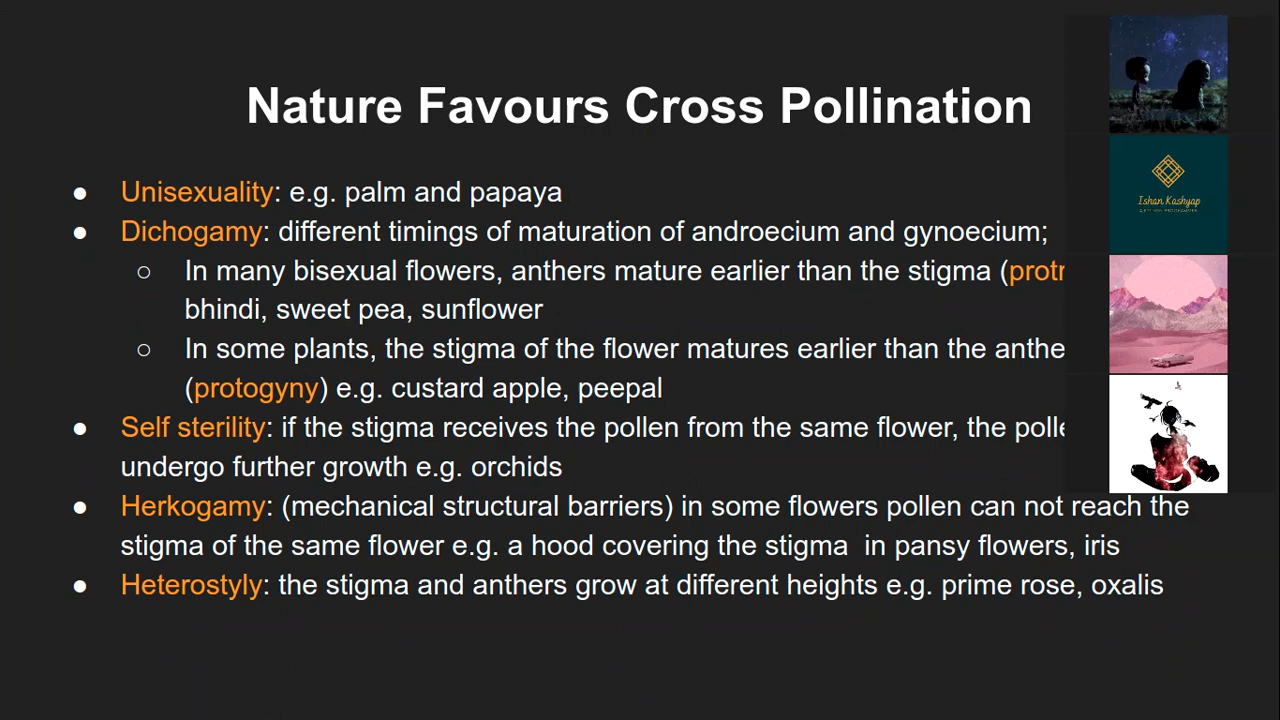 Nature Favours Cross Pollination
● Unisexuality: e.g. palm and papaya
● Dichogamy: different timings of maturation of androecium and gynoecium;
○ In many bisexual flowers, anthers mature earlier than the stigma (
bhindi, sweet pea, sunflower
○ In some plants, the stigma of the flower matures earlier than the
(protogyny) e.g. custard apple, peepal
● Self sterility: if the stigma receives the pollen from the same flower, the
undergo further growth e.g. orchids
● Herkogamy: (mechanical structural barriers) in some flowers pollen can not reach the
stigma of the same flower e.g. a hood covering the stigma in pansy flowers, iris
● Heterostyly: the stigma and anthers grow at different heights e.g. prime rose, oxalis
Ishan Kashyap